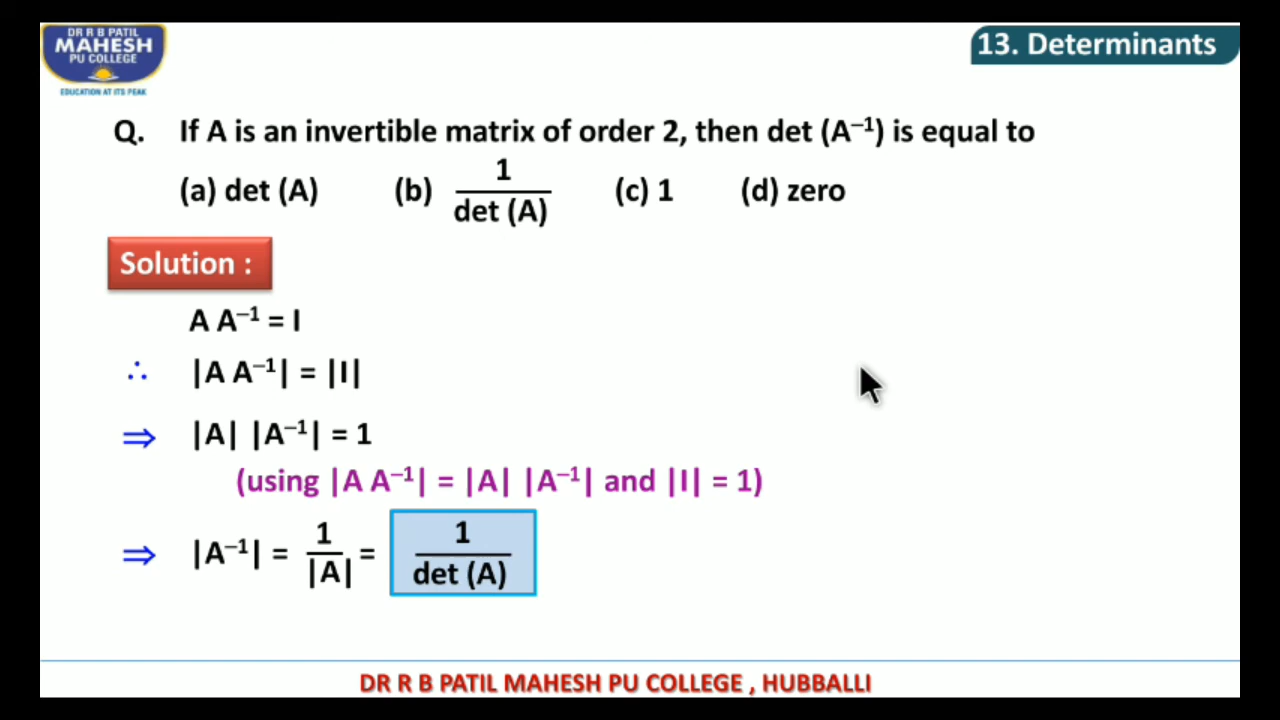 DR R B PATIL
MAHESH
PU COLLEGE
EDUCATION AT ITS PEAK
13. Determinants
Q. If A is an invertible matrix of order 2, then det (A⁻¹) is equal to
(a) det (A) (b) 1/det (A) (c) 1 (d) zero
Solution :
A A⁻¹ = I
∴ |A A⁻¹| = |I|
⇒ |A| |A⁻¹| = 1
(using |A A⁻¹| = |A| |A⁻¹| and |I| = 1)
⇒ |A⁻¹| = 1/|A| = 1/det (A)
DR R B PATIL MAHESH PU COLLEGE , HUBBALLI